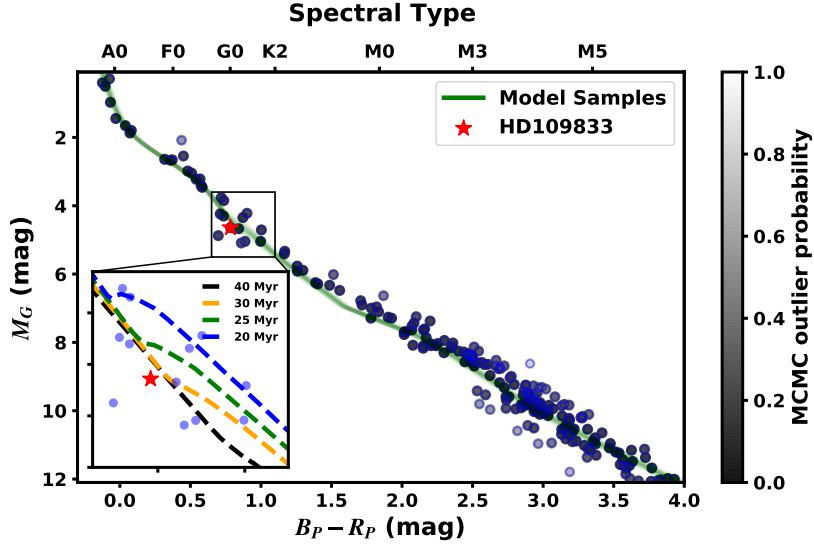 Spectral Type
A0 F0 G0 K2 M0 M3 M5
Model Samples
HD109833
40 Myr
30 Myr
25 Myr
20 Myr
2
4
6
8
10
12
M_G (mag)
0.0 0.5 1.0 1.5 2.0 2.5 3.0 3.5 4.0
B_P − R_P (mag)
1.0
0.8
0.6
0.4
0.2
0.0
MCMC outlier probability